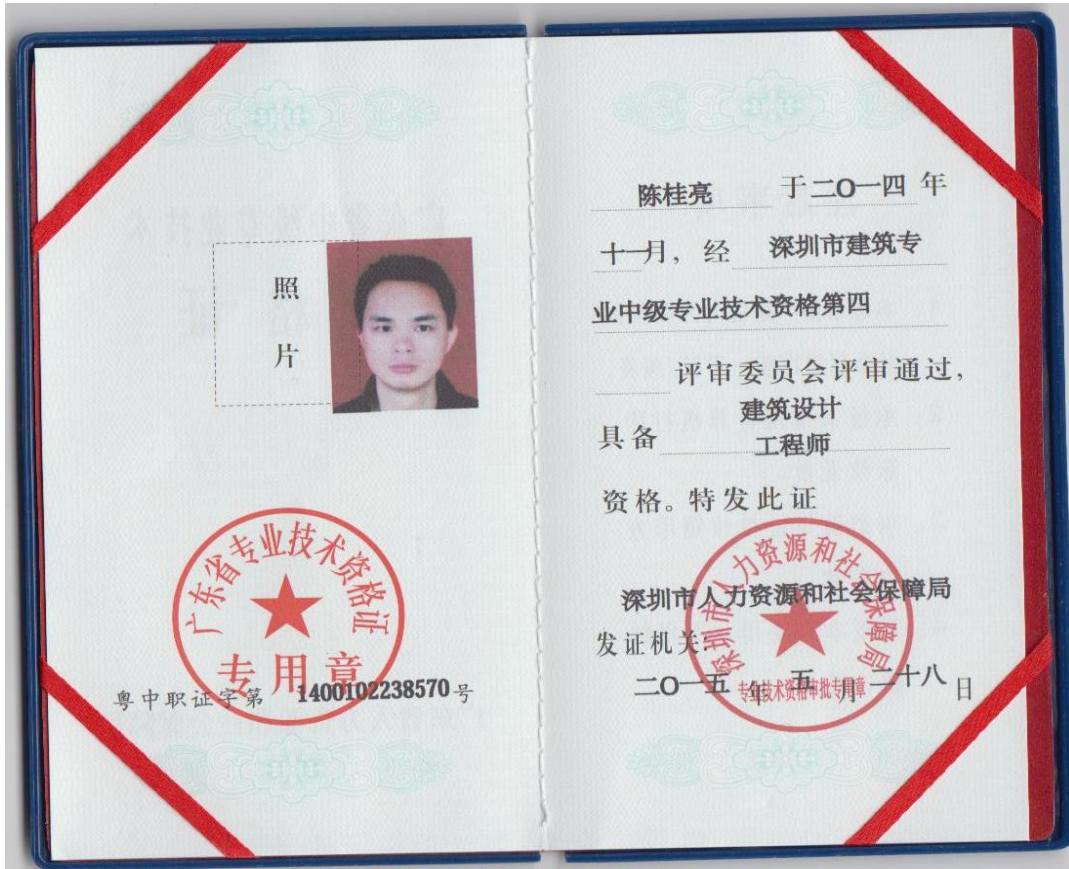 照
片
广东省专业技术资格证
专用章
粤中职证字第 1400102238570 号
陈桂亮 于二O一四年
十一月，经 深圳市建筑专
业中级专业技术资格第四
评审委员会评审通过，
具备 建筑设计
工程师
资格。特发此证
深圳市人力资源和社会保障局
深圳市人力资源和社会保障局
发证机关：
二O一五年五月二十八日
专业技术资格审批专用章